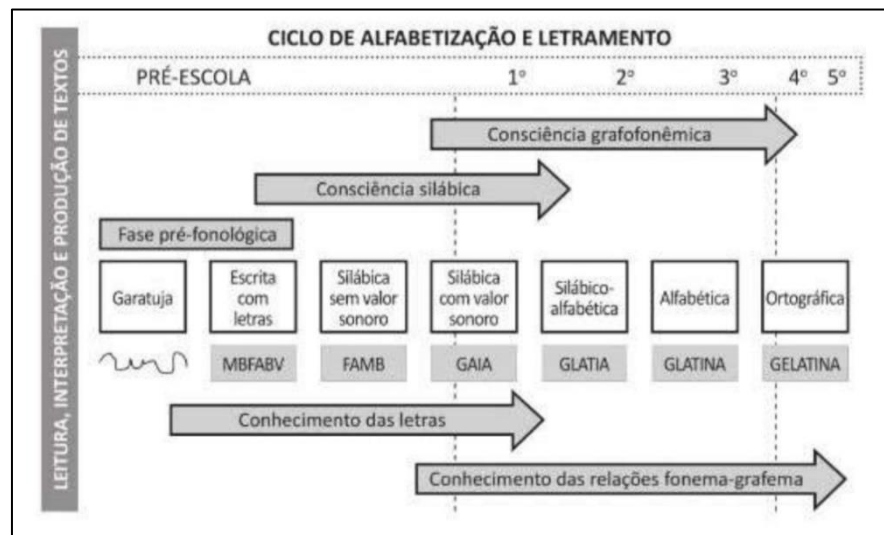 CICLO DE ALFABETIZAÇÃO E LETRAMENTO
PRÉ-ESCOLA 1º 2º 3º 4º 5º
LEITURA, INTERPRETAÇÃO E PRODUÇÃO DE TEXTOS
Consciência grafofonêmica
Consciência silábica
Fase pré-fonológica
Garatuja
Escrita
com
letras
Silábica
sem valor
sonoro
Silábica
com valor
sonoro
Silábico-
alfabética
Alfabética
Ortográfica
MBFABV
FAMB
GAIA
GLATIA
GLATINA
GELATINA
Conhecimento das letras
Conhecimento das relações fonema-grafema